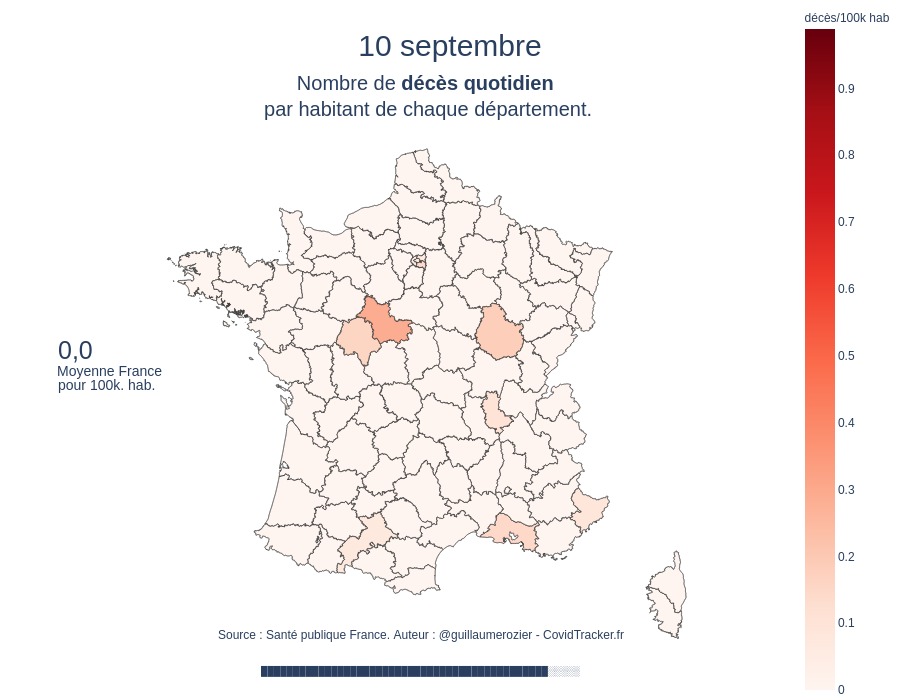 10 septembre
Nombre de décès quotidien
par habitant de chaque département.
décès/100k hab
0.9
0.8
0.7
0.6
0.5
0.4
0.3
0.2
0.1
0
0,0
Moyenne France
pour 100k. hab.
Source : Santé publique France. Auteur : @guillaumerozier - CovidTracker.fr